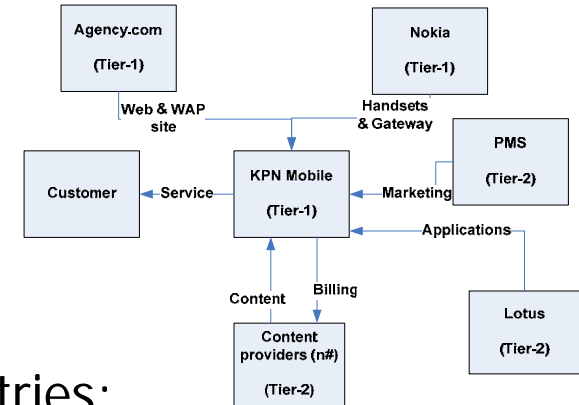 Agency.com
(Tier-1)
Nokia
(Tier-1)
Web & WAP
site
Handsets
& Gateway
PMS
(Tier-2)
Customer
Service
KPN Mobile
(Tier-1)
Marketing
Applications
Content
Billing
Lotus
(Tier-2)
Content
providers (n#)
(Tier-2)
tries: